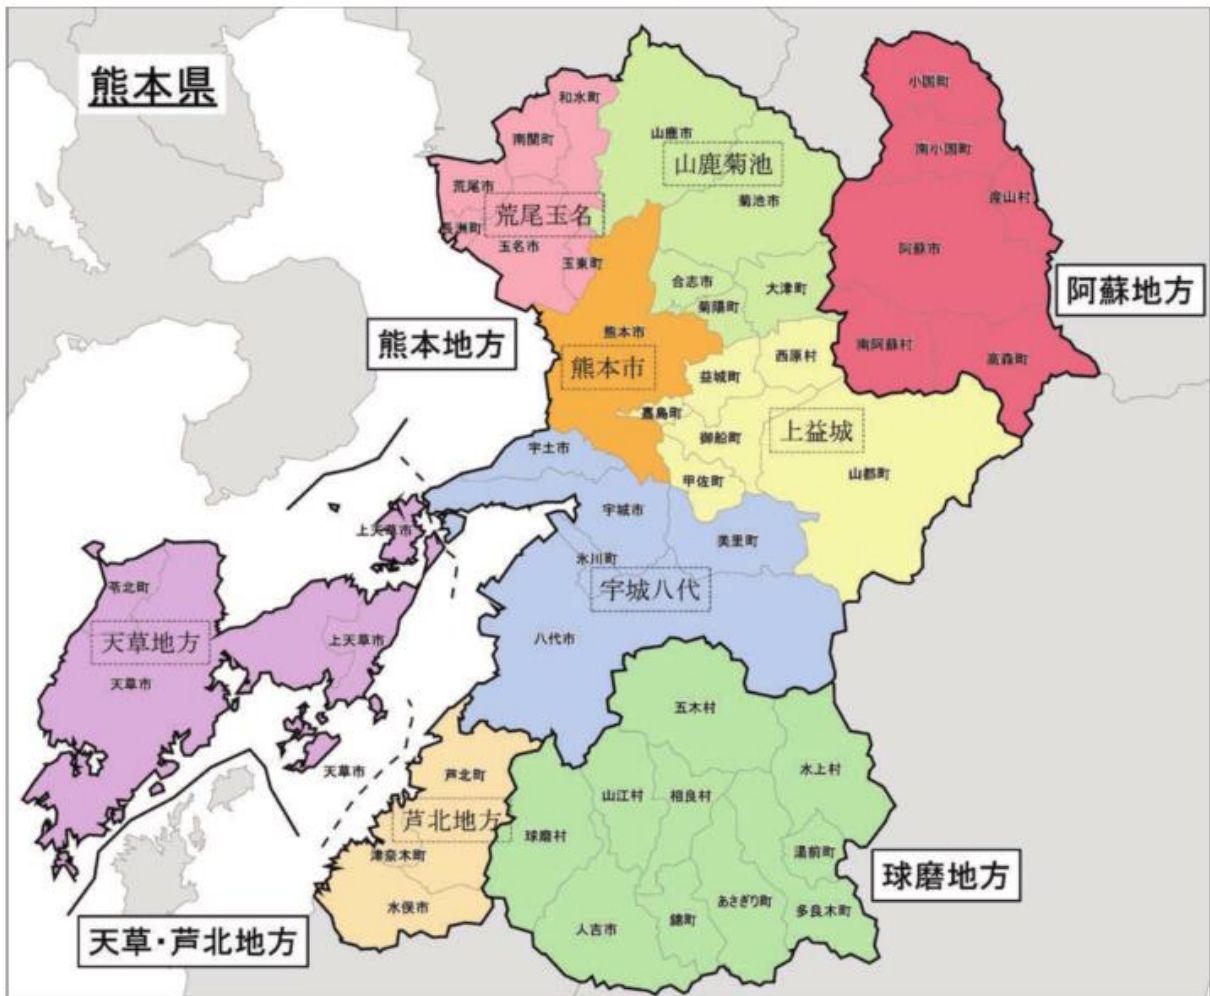 熊本県
小国町
和水町
山鹿市
南関町
南小国町
山鹿菊池
荒尾市
産山村
菊池市
荒尾玉名
長洲町
玉名市
阿蘇市
玉東町
合志市
大津町
阿蘇地方
菊陽町
熊本市
熊本地方
南阿蘇村
西原村
高森町
熊本市
益城町
嘉島町
上益城
御船町
宇土市
山都町
甲佐町
宇城市
上天草市
美里町
氷川町
苓北町
宇城八代
天草地方
上天草市
八代市
天草市
五木村
天草市
芦北町
水上村
山江村
相良村
芦北地方
球磨村
津奈木町
湯前町
球磨地方
水俣市
あさぎり町
多良木町
錦町
人吉市
天草・芦北地方